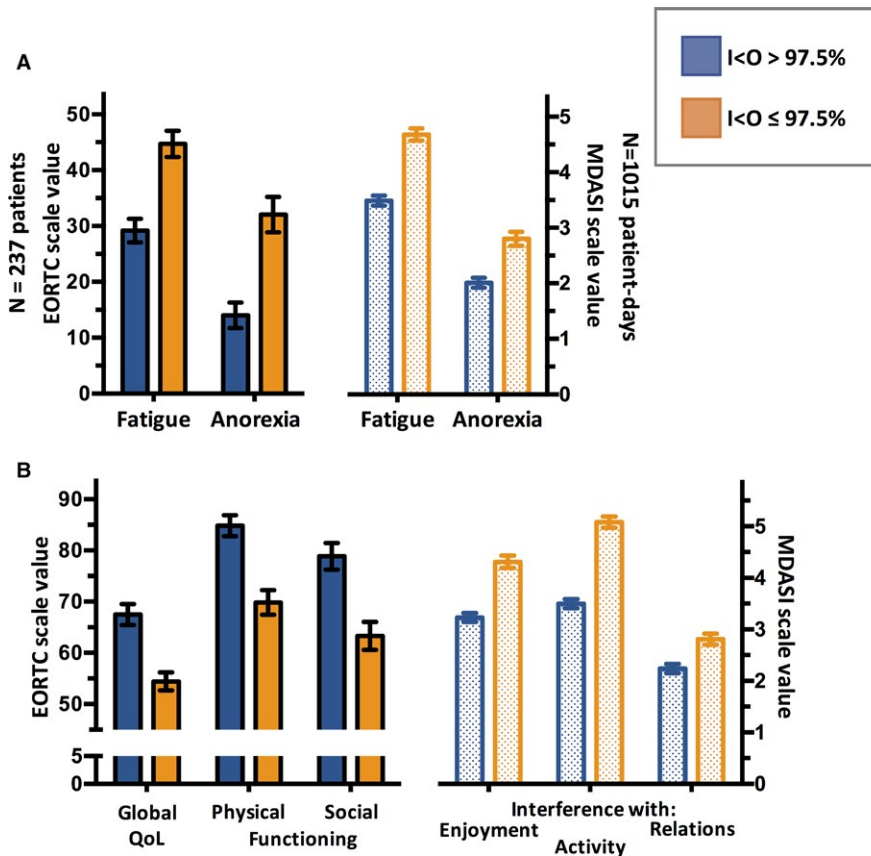 I<O > 97.5%
I<O ≤ 97.5%
A
N = 237 patients
EORTC scale value
50
40
30
20
10
0
Fatigue Anorexia
5
4
3
2
1
0
MDASI scale value
N=1015 patient-days
Fatigue Anorexia
B
EORTC scale value
90
80
70
60
50
5
0
Global QoL
Physical Social
Functioning
5
4
3
2
1
0
MDASI scale value
Interference with:
Enjoyment Relations
Activity